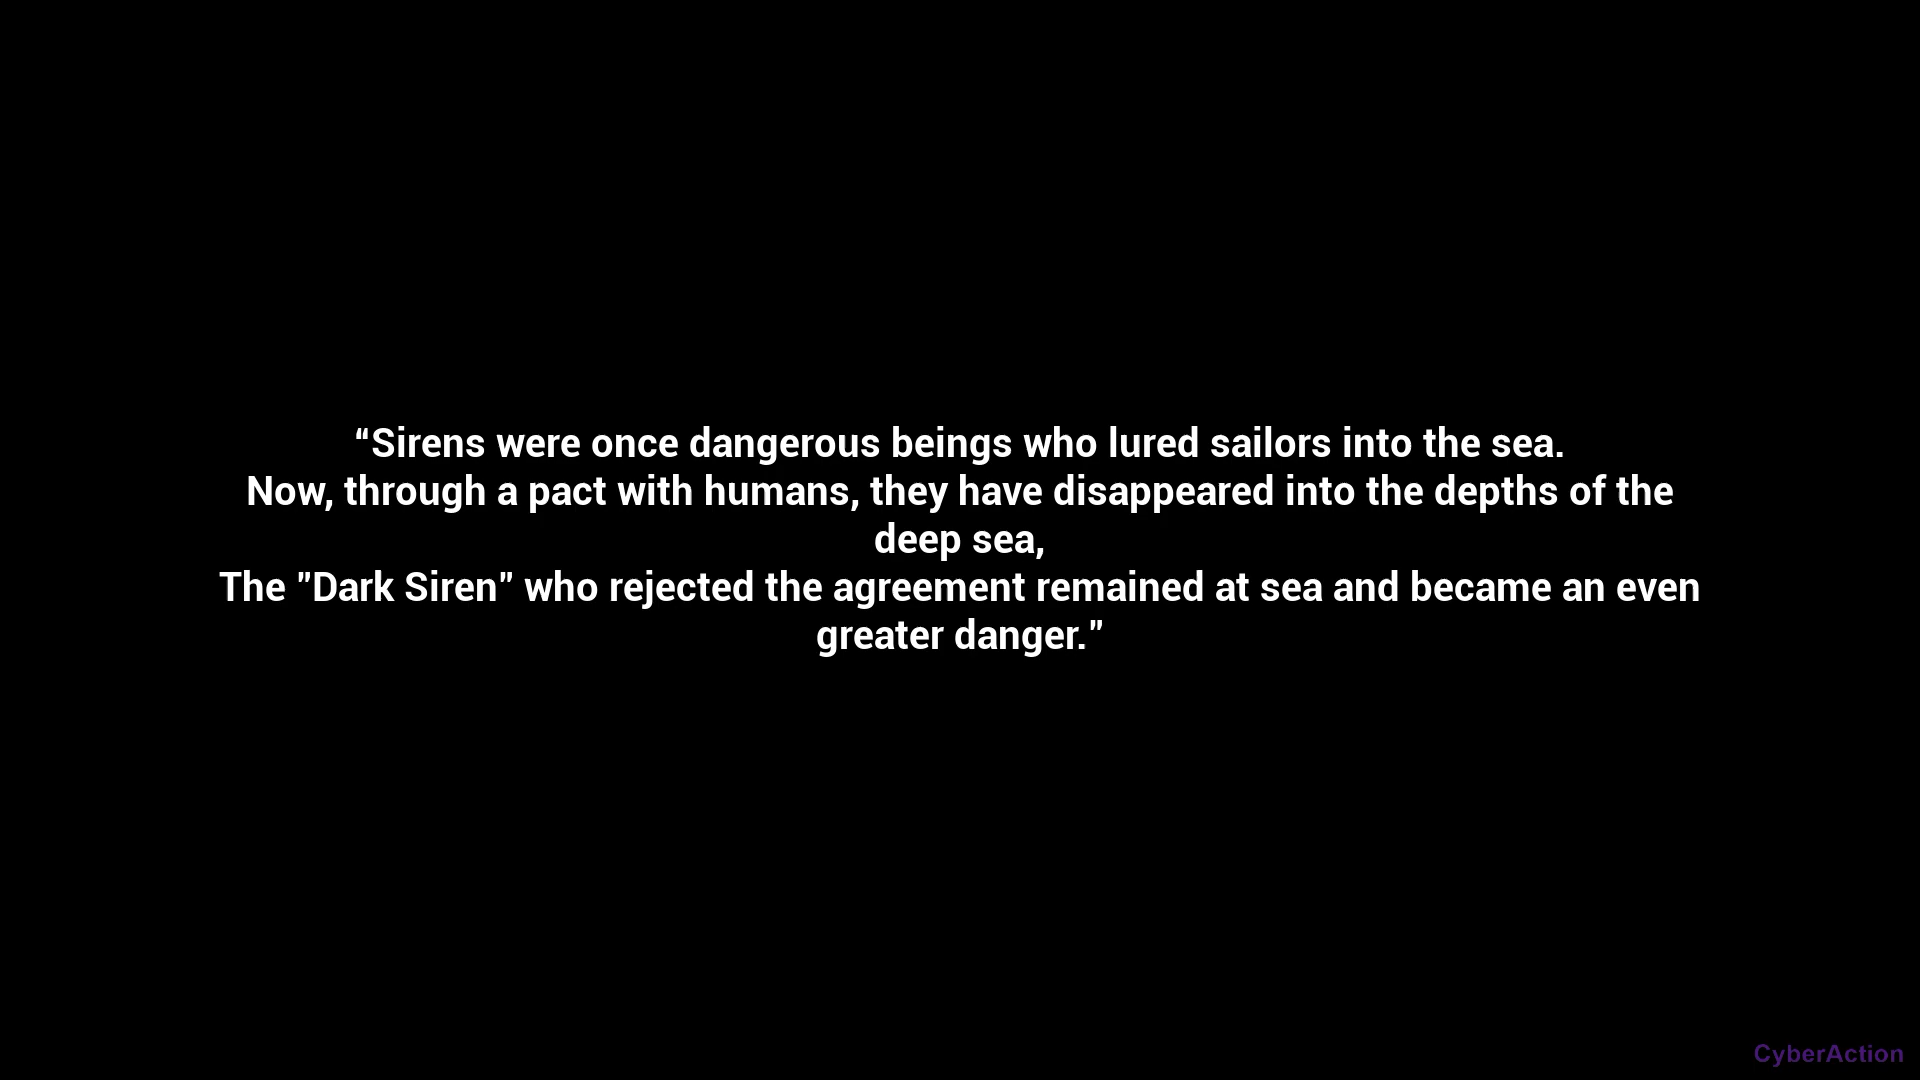 “Sirens were once dangerous beings who lured sailors into the sea.
Now, through a pact with humans, they have disappeared into the depths of the
deep sea,
The "Dark Siren" who rejected the agreement remained at sea and became an even
greater danger."
CyberAction